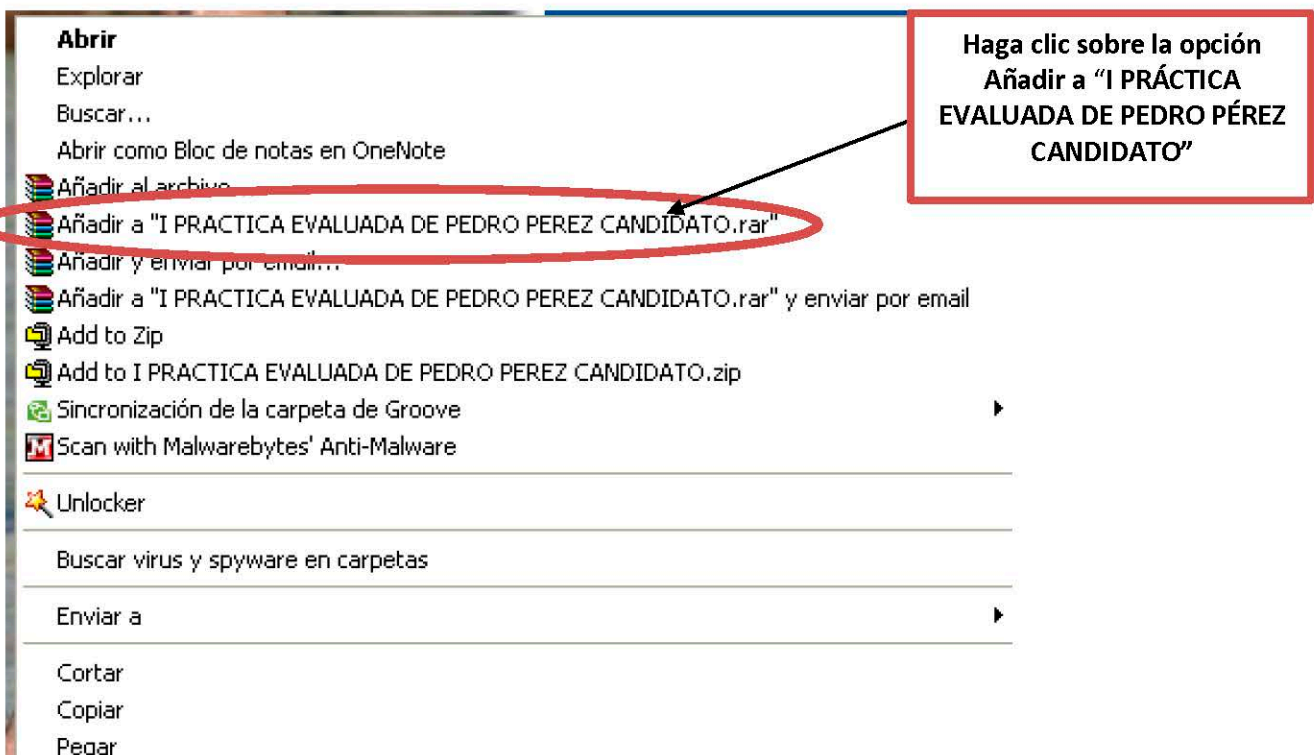 Abrir
Explorar
Buscar...
Abrir como Bloc de notas en OneNote
Añadir al archivo...
Añadir a "I PRACTICA EVALUADA DE PEDRO PEREZ CANDIDATO.rar"
Añadir y enviar por email...
Añadir a "I PRACTICA EVALUADA DE PEDRO PEREZ CANDIDATO.rar" y enviar por email
Add to Zip
Add to I PRACTICA EVALUADA DE PEDRO PEREZ CANDIDATO.zip
Sincronización de la carpeta de Groove
Scan with Malwarebytes' Anti-Malware
Unlocker
Buscar virus y spyware en carpetas
Enviar a
Cortar
Copiar
Pegar
Haga clic sobre la opción
Añadir a “I PRÁCTICA
EVALUADA DE PEDRO PÉREZ
CANDIDATO”